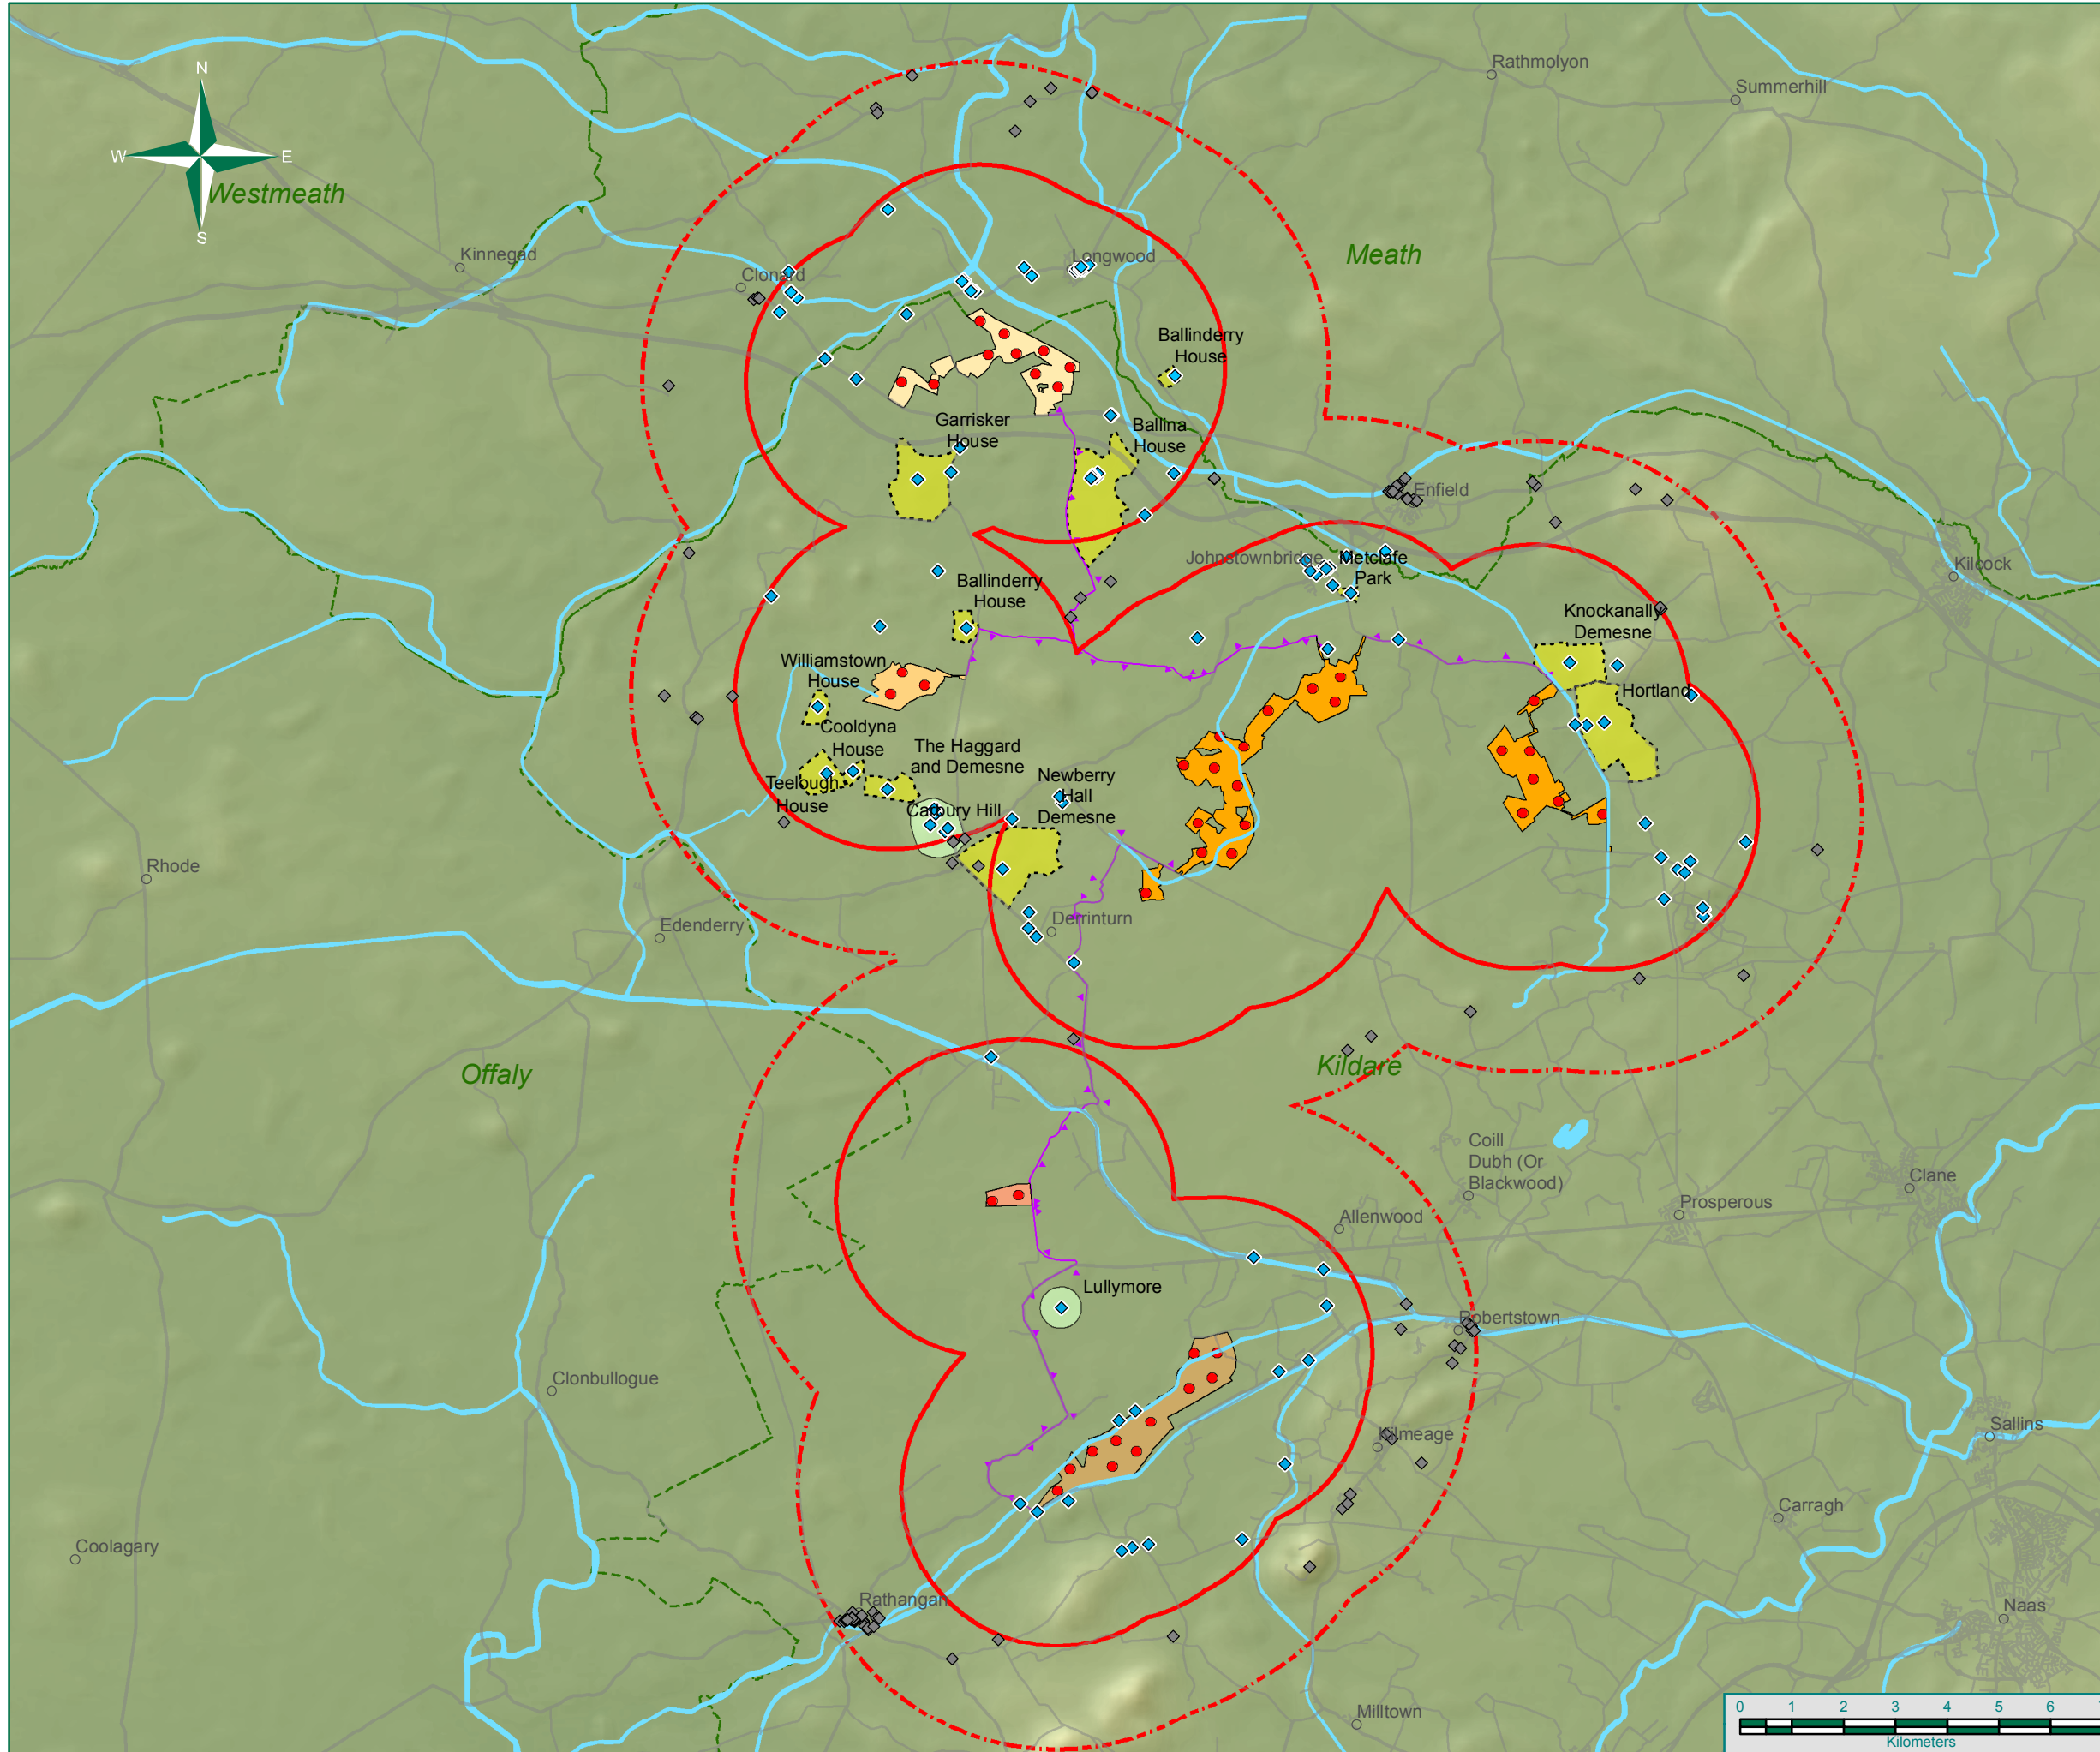 N
W
E
S
Westmeath
Rathmolyon
Summerhill
Kinnegad
Clonard
Longwood
Meath
Ballinderry
House
Garrisker
House
Ballina
House
Enfield
Johnstownbridge
Metclafe
Park
Kilcock
Ballinderry
House
Knockanally
Demesne
Williamstown
House
Hortland
Cooldyna
House
The Haggard
and Demesne
Teelough
House
Newberry
Hall
Demesne
Carbury Hill
Rhode
Edenderry
Derrinturn
Offaly
Kildare
Coill
Dubh (Or
Blackwood)
Clane
Prosperous
Allenwood
Lullymore
Robertstown
Clonbullogue
Kilmeage
Sallins
Carragh
Coolagary
Rathangan
Naas
Milltown
0 1 2 3 4 5 6
Kilometers